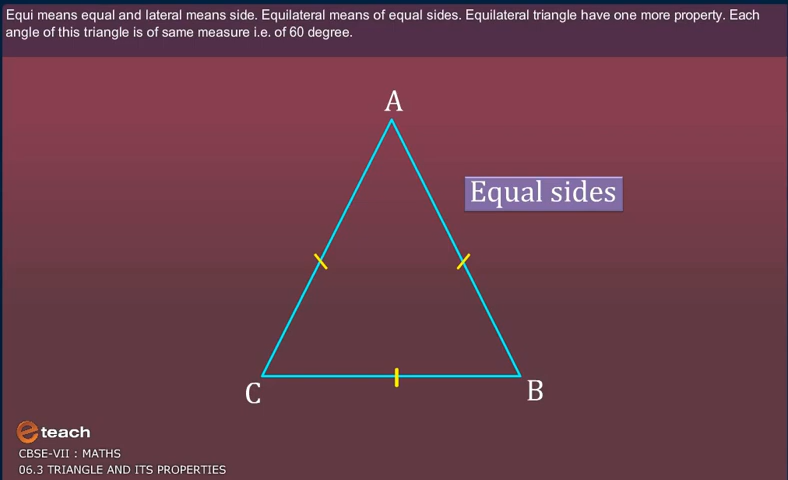 Equi means equal and lateral means side. Equilateral means of equal sides. Equilateral triangle have one more property. Each
angle of this triangle is of same measure i.e. of 60 degree.
A
Equal sides
C
B
e teach
CBSE-VII : MATHS
06.3 TRIANGLE AND ITS PROPERTIES